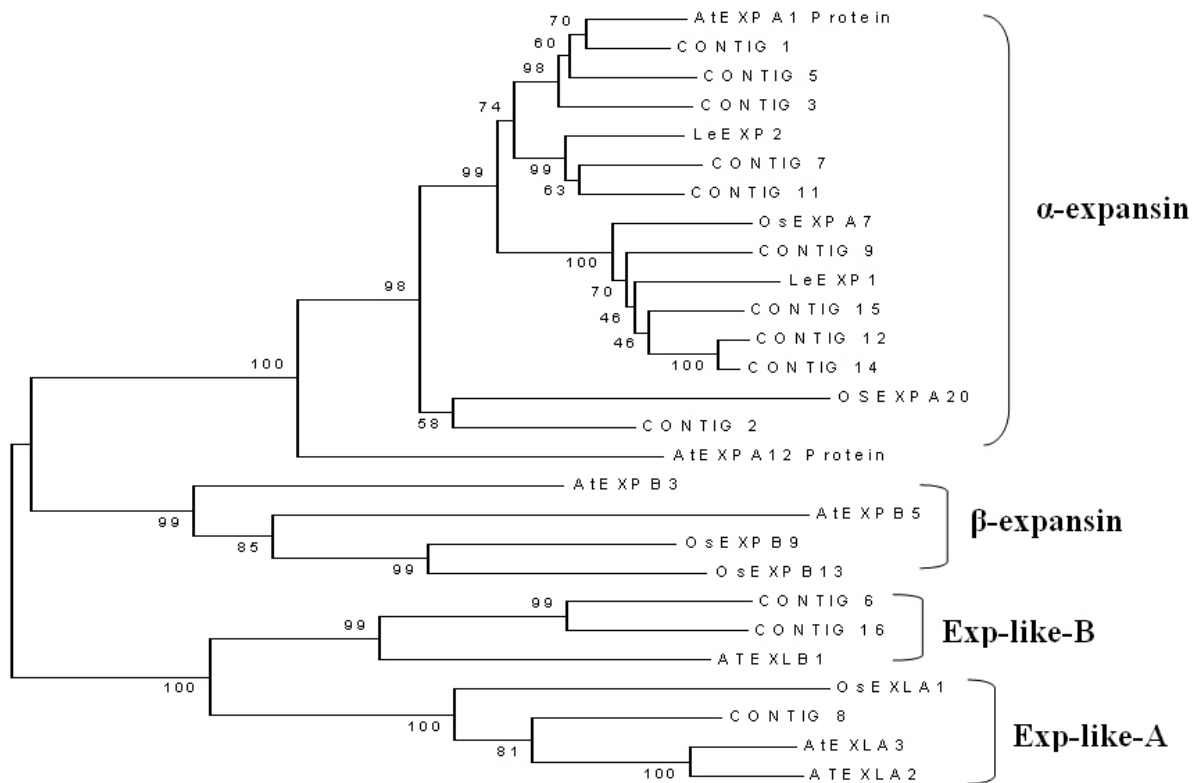 70
AtEXPA1 Protein
60
CONTIG 1
98
CONTIG 5
CONTIG 3
74
LeEXP2
99
CONTIG 7
63
CONTIG 11
99
α-expansin
OsEXPA7
100
CONTIG 9
70
LeEXP1
46
CONTIG 15
46
CONTIG 12
100
CONTIG 14
98
OSEXPA20
58
CONTIG 2
100
AtEXPA12 Protein
AtEXPB3
99
AtEXPB5
β-expansin
85
OsEXPB9
99
OsEXPB13
99
CONTIG 6
99
CONTIG 16
Exp-like-B
ATEXLB1
100
OsEXLA1
100
CONTIG 8
Exp-like-A
81
AtEXLA3
100
ATEXLA2